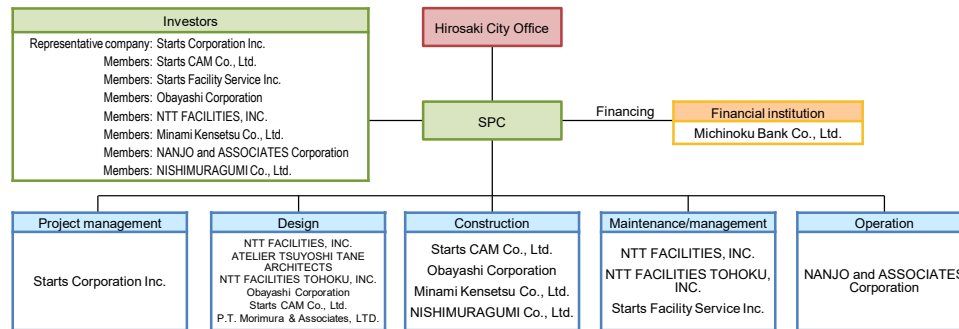 Investors
Representative company: Starts Corporation Inc.
Members: Starts CAM Co., Ltd.
Members: Starts Facility Service Inc.
Members: Obayashi Corporation
Members: NTT FACILITIES, INC.
Members: Minami Kensetsu Co., Ltd.
Members: NANJO and ASSOCIATES Corporation
Members: NISHIMURAGUMI Co., Ltd.
Hirosaki City Office
SPC
Financing
Financial institution
Michinoku Bank Co., Ltd.
Project management
Starts Corporation Inc.
Design
NTT FACILITIES, INC.
ATELIER TSUYOSHI TANE
ARCHITECTS
NTT FACILITIES TOHOKU, INC.
Obayashi Corporation
Starts CAM Co., Ltd.
P.T. Morimura & Associates, LTD.
Construction
Starts CAM Co., Ltd.
Obayashi Corporation
Minami Kensetsu Co., Ltd.
NISHIMURAGUMI Co., Ltd.
Maintenance/management
NTT FACILITIES, INC.
NTT FACILITIES TOHOKU,
INC.
Starts Facility Service Inc.
Operation
NANJO and ASSOCIATES
Corporation